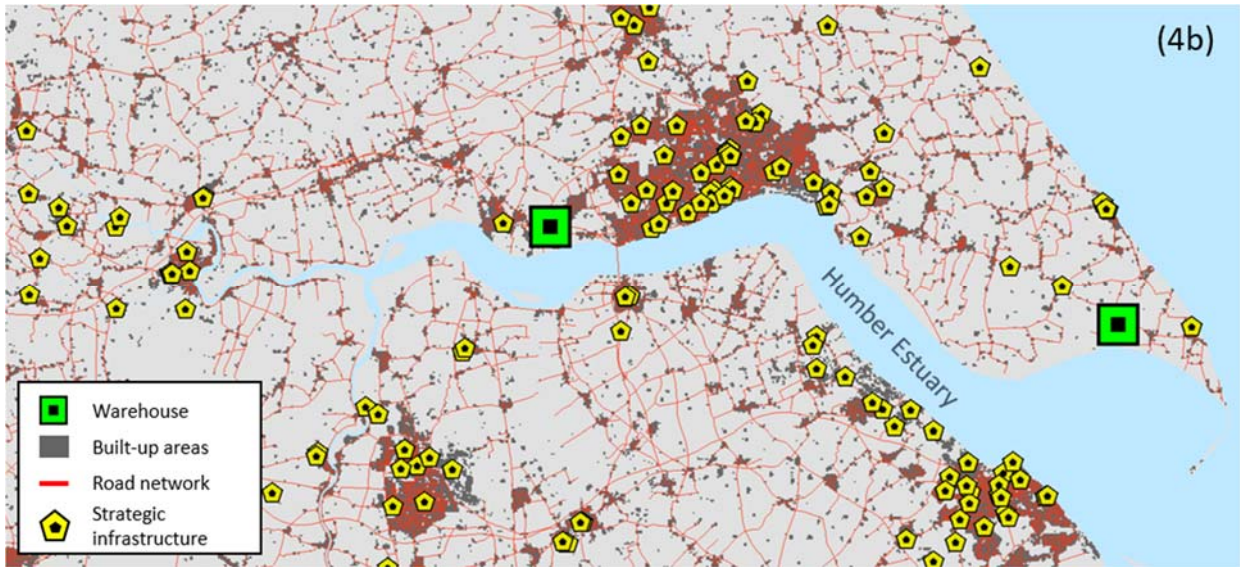 (4b)
Humber Estuary
Warehouse
Built-up areas
Road network
Strategic
infrastructure